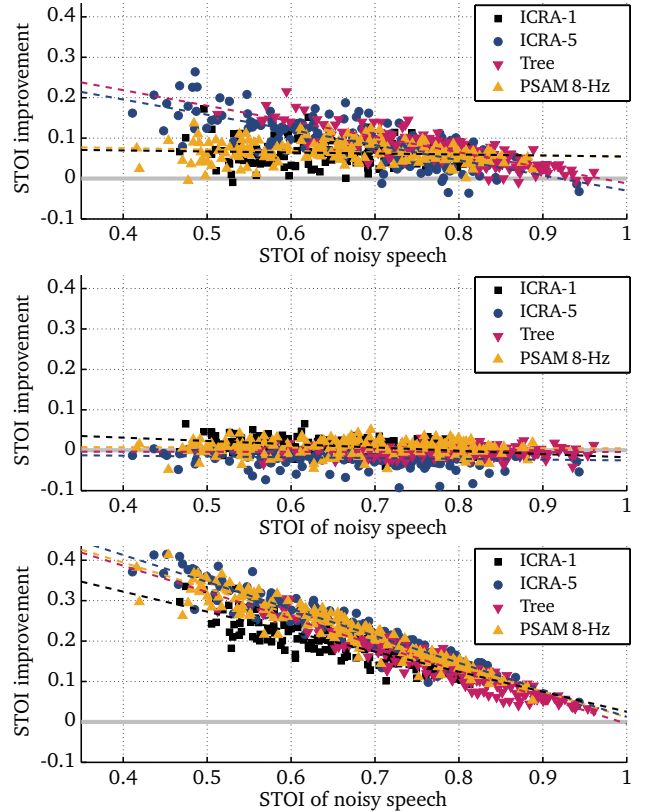 0.4
0.3
0.2
0.1
0
-0.1
STOI improvement
ICRA-1
ICRA-5
Tree
PSAM 8-Hz
0.4 0.5 0.6 0.7 0.8 0.9 1
STOI of noisy speech
0.4
0.3
0.2
0.1
0
-0.1
STOI improvement
ICRA-1
ICRA-5
Tree
PSAM 8-Hz
0.4 0.5 0.6 0.7 0.8 0.9 1
STOI of noisy speech
0.4
0.3
0.2
0.1
0
-0.1
STOI improvement
ICRA-1
ICRA-5
Tree
PSAM 8-Hz
0.4 0.5 0.6 0.7 0.8 0.9 1
STOI of noisy speech